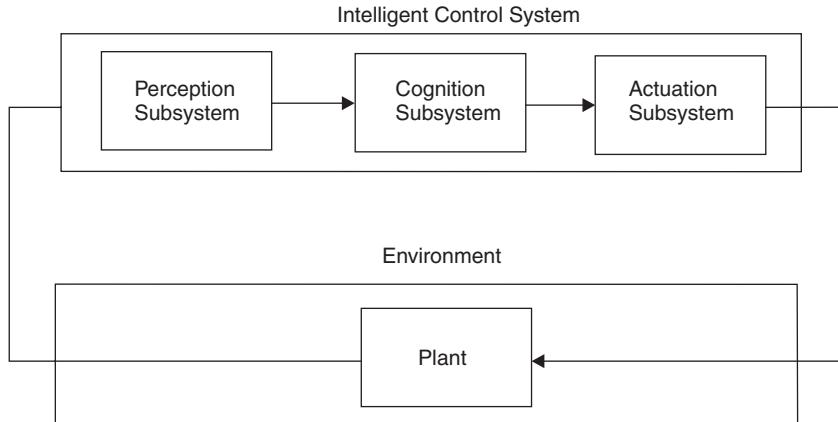 Intelligent Control System
Perception
Subsystem
Cognition
Subsystem
Actuation
Subsystem
Environment
Plant